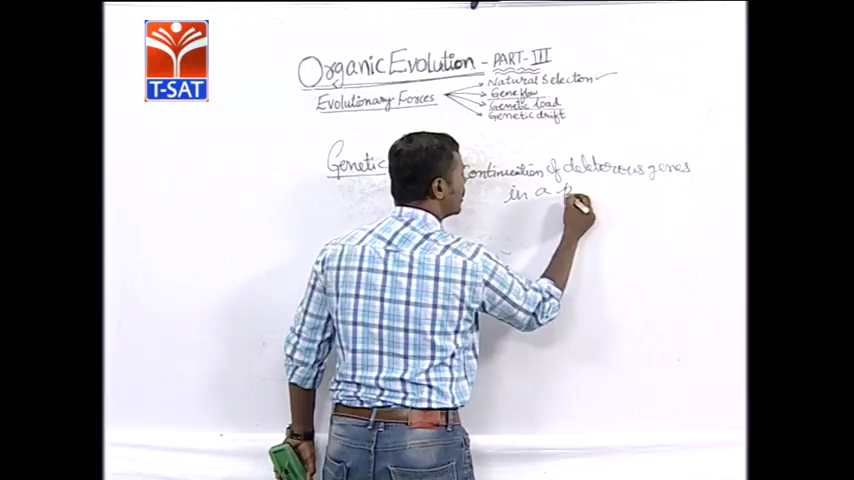 T-SAT
Organic Evolution - PART-III
Evolutionary Forces
Natural Selection
Gene flow
Genetic load
Genetic drift
Genetic
Continuation of deleterous genes
in a p